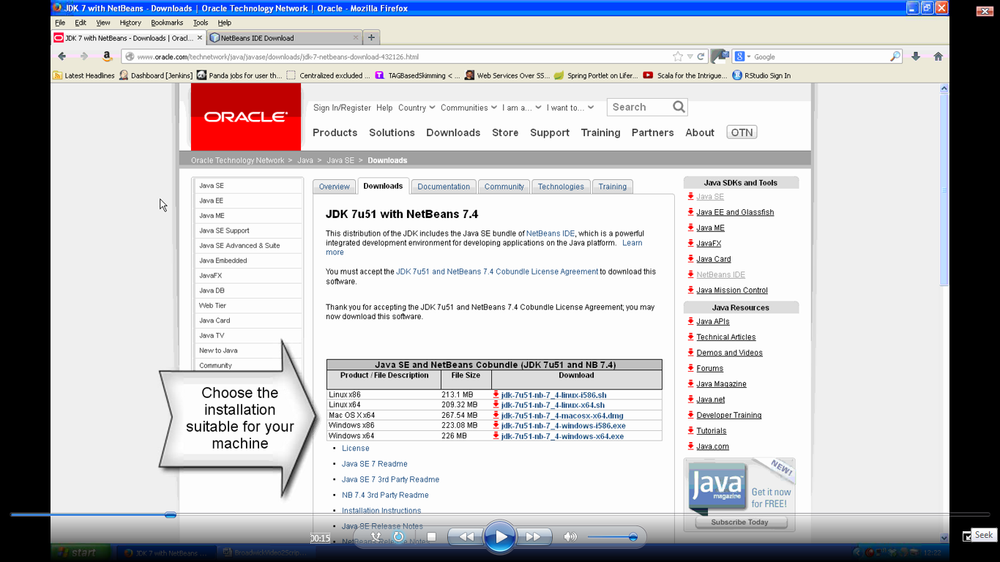 JDK 7 with NetBeans - Downloads | Oracle Technology Network | Oracle - Mozilla Firefox
File Edit View History Bookmarks Tools Help
JDK 7 with NetBeans - Downloads | Oracl...
NetBeans IDE Download
www.oracle.com/technetwork/java/javase/downloads/jdk-7-netbeans-download-432126.html
Google
Latest Headlines
Dashboard [Jenkins]
Panda jobs for user th...
Centralized excluded ...
TAGBasedSkimming < ...
Web Services Over SS...
Spring Portlet on Lifer...
Scala for the Intrigue...
RStudio Sign In
ORACLE
Sign In/Register Help Country Communities I am a... I want to... Search
Products Solutions Downloads Store Support Training Partners About OTN
Oracle Technology Network > Java > Java SE > Downloads
Java SE
Java EE
Java ME
Java SE Support
Java SE Advanced & Suite
Java Embedded
JavaFX
Java DB
Web Tier
Java Card
Java TV
New to Java
Community
Choose the
installation
suitable for your
machine
Overview Downloads Documentation Community Technologies Training
JDK 7u51 with NetBeans 7.4
This distribution of the JDK includes the Java SE bundle of NetBeans IDE, which is a powerful
integrated development environment for developing applications on the Java platform. Learn
more
You must accept the JDK 7u51 and NetBeans 7.4 Cobundle License Agreement to download this
software.
Thank you for accepting the JDK 7u51 and NetBeans 7.4 Cobundle License Agreement; you may
now download this software.
Java SE and NetBeans Cobundle (JDK 7u51 and NB 7.4)
Product / File Description File Size Download
Linux x86 213.1 MB jdk-7u51-nb-7_4-linux-i586.sh
Linux x64 209.32 MB jdk-7u51-nb-7_4-linux-x64.sh
Mac OS X x64 267.54 MB jdk-7u51-nb-7_4-macosx-x64.dmg
Windows x86 223.08 MB jdk-7u51-nb-7_4-windows-i586.exe
Windows x64 226 MB jdk-7u51-nb-7_4-windows-x64.exe
License
Java SE 7 Readme
Java SE 7 3rd Party Readme
NB 7.4 3rd Party Readme
Installation Instructions
Java SE Release Notes
NetBeans Release Notes
Java SDKs and Tools
Java SE
Java EE and Glassfish
Java ME
JavaFX
Java Card
NetBeans IDE
Java Mission Control
Java Resources
Java APIs
Technical Articles
Demos and Videos
Forums
Java Magazine
Java.net
Developer Training
Tutorials
Java.com
NEW!
Java
magazine
Get it now
for FREE!
Subscribe Today
00:15
Seek
start
JDK 7 with NetBeans ...
BroadwickVideo2Scrip...
12:22